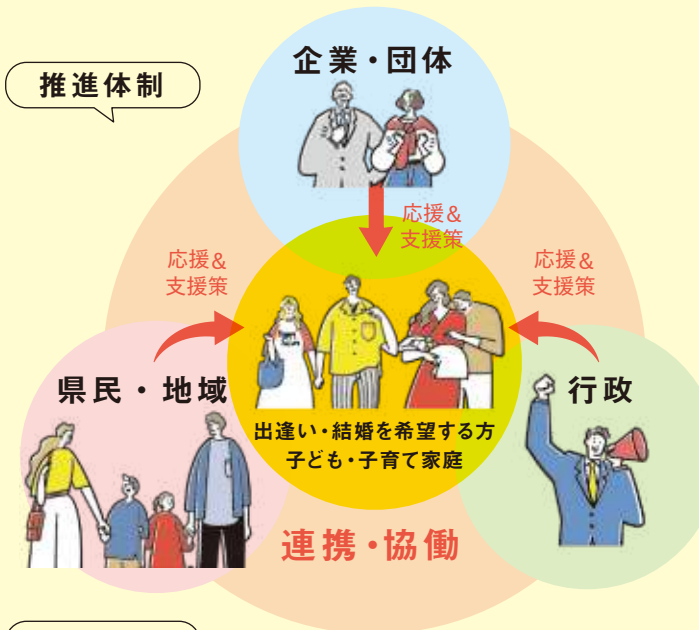 推進体制
企業・団体
応援&
支援策
応援&
支援策
応援&
支援策
県民・地域
行政
出逢い・結婚を希望する方
子ども・子育て家庭
連携・協働